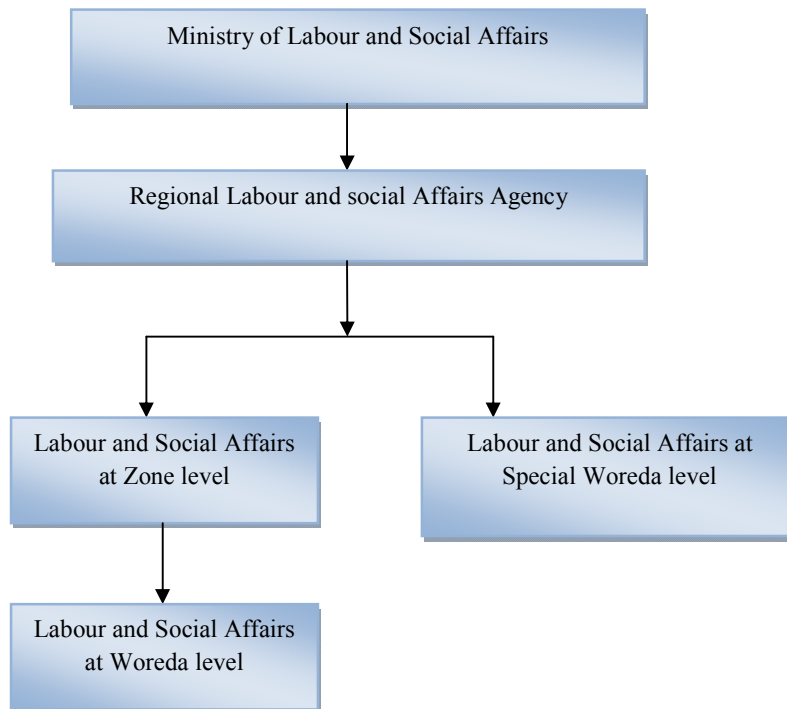 Ministry of Labour and Social Affairs
Regional Labour and social Affairs Agency
Labour and Social Affairs
at Zone level
Labour and Social Affairs at
Special Woreda level
Labour and Social Affairs
at Woreda level